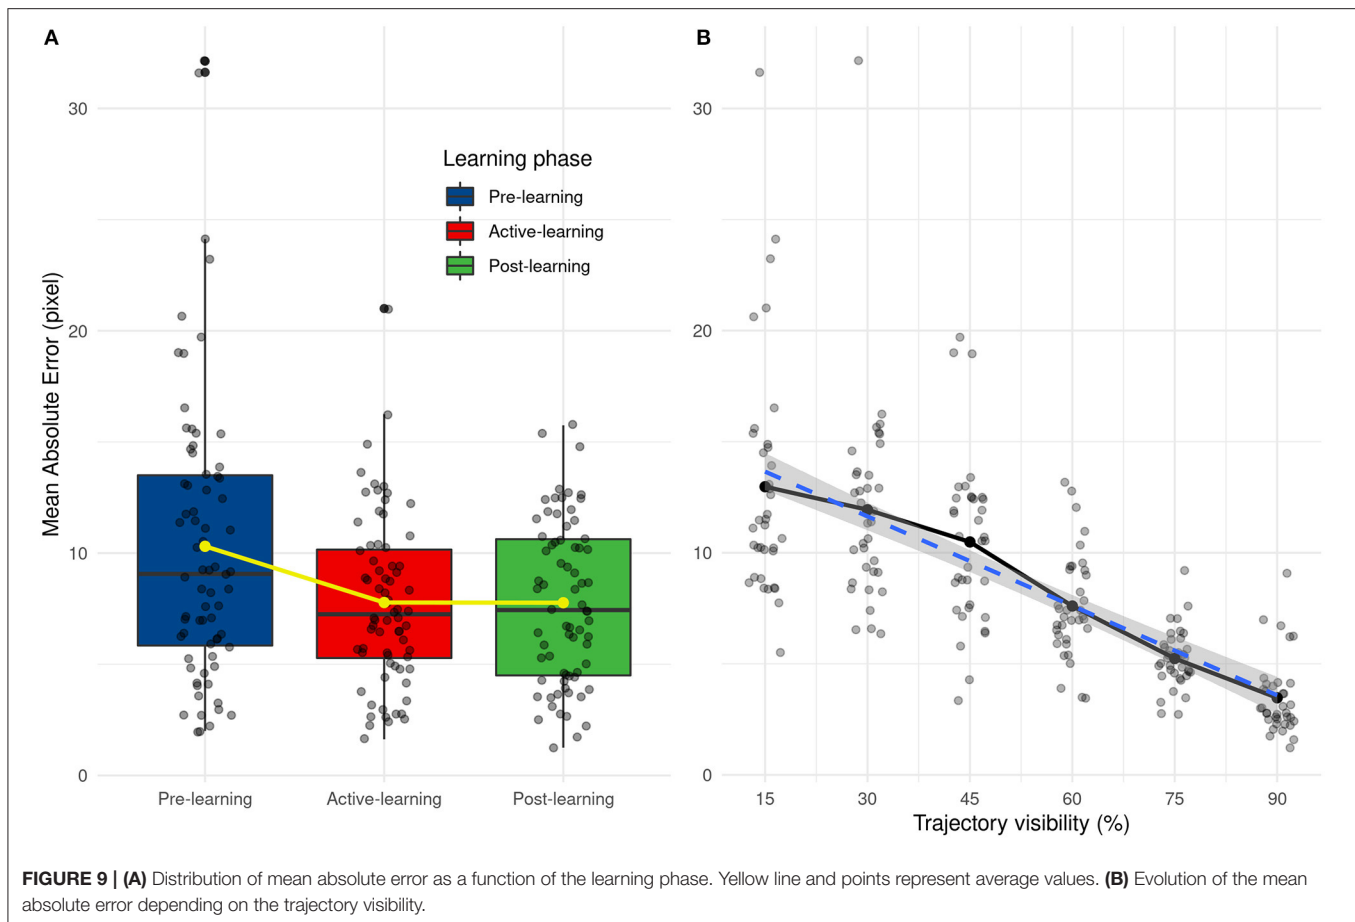 A
B
30
20
10
0
Mean Absolute Error (pixel)
Learning phase
Pre-learning
Active-learning
Post-learning
Pre-learning
Active-learning
Post-learning
30
20
10
0
15
30
45
60
75
90
Trajectory visibility (%)
FIGURE 9 | (A) Distribution of mean absolute error as a function of the learning phase. Yellow line and points represent average values. (B) Evolution of the mean
absolute error depending on the trajectory visibility.